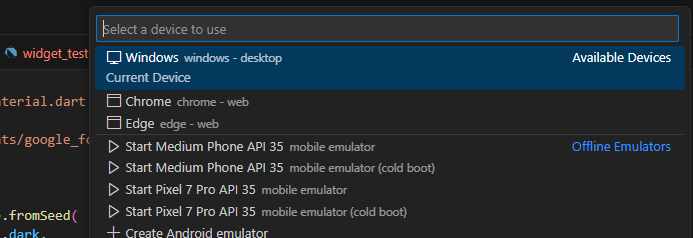 Select a device to use
widget_test
Windows windows - desktop Available Devices
Current Device
Chrome chrome - web
Edge edge - web
Start Medium Phone API 35 mobile emulator Offline Emulators
Start Medium Phone API 35 mobile emulator (cold boot)
Start Pixel 7 Pro API 35 mobile emulator
Start Pixel 7 Pro API 35 mobile emulator (cold boot)
Create Android emulator
aterial.dart
nts/google_fo
e.fromSeed(
.dark,